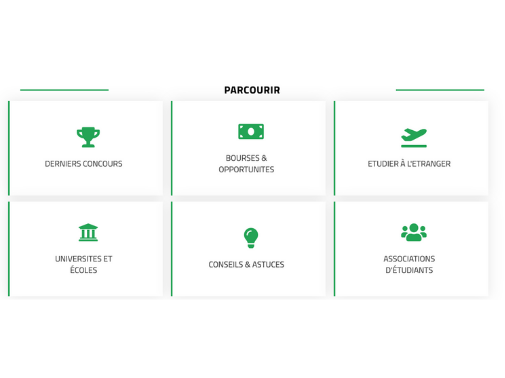 PARCOURIR
DERNIERS CONCOURS
BOURSES &
OPPORTUNITES
ETUDIER À L'ETRANGER
UNIVERSITES ET
ÉCOLES
CONSEILS & ASTUCES
ASSOCIATIONS
D'ÉTUDIANTS